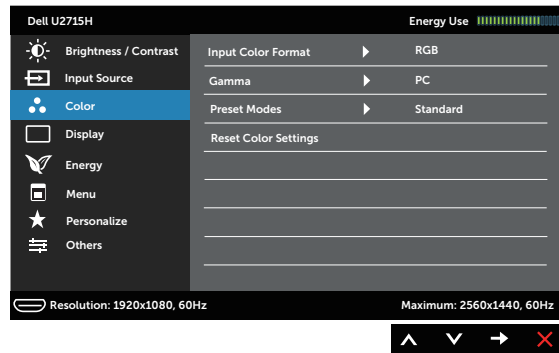 Dell U2715H Energy Use
Brightness / Contrast Input Color Format RGB
Input Source Gamma PC
Color Preset Modes Standard
Display Reset Color Settings
Energy
Menu
Personalize
Others
Resolution: 1920x1080, 60Hz Maximum: 2560x1440, 60Hz